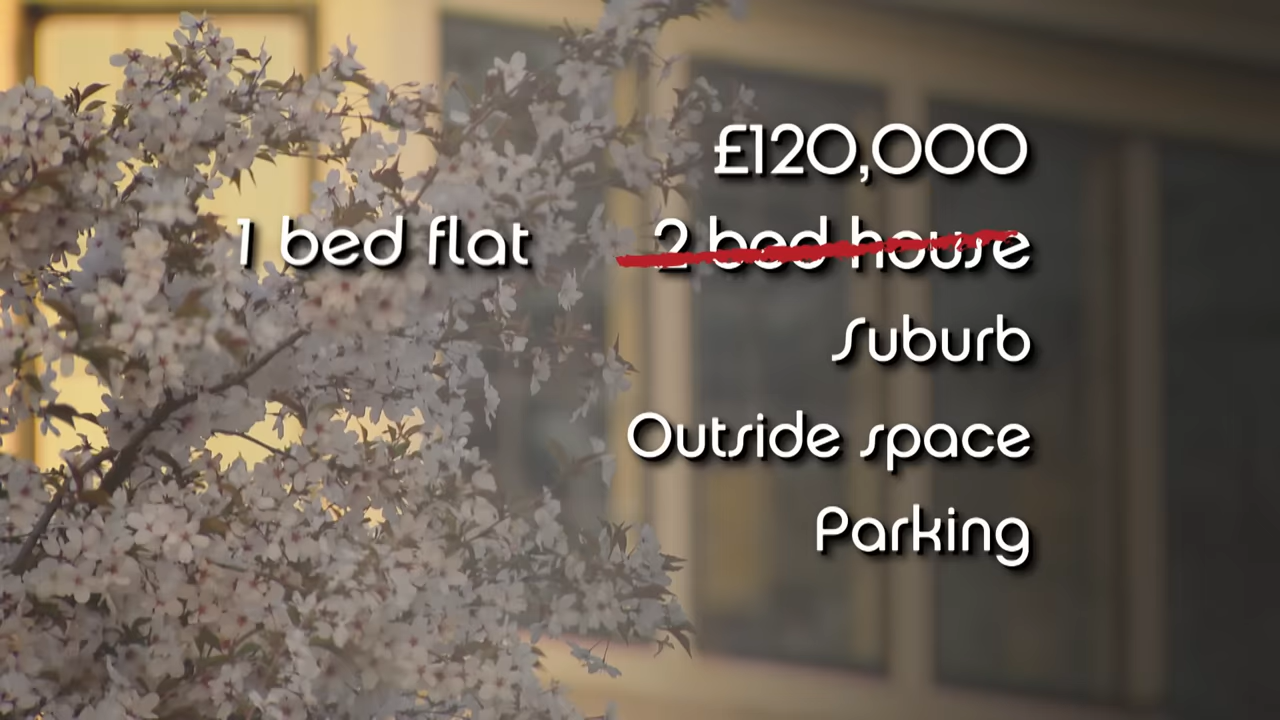 £120,000
1 bed flat 2 bed house
Suburb
Outside space
Parking